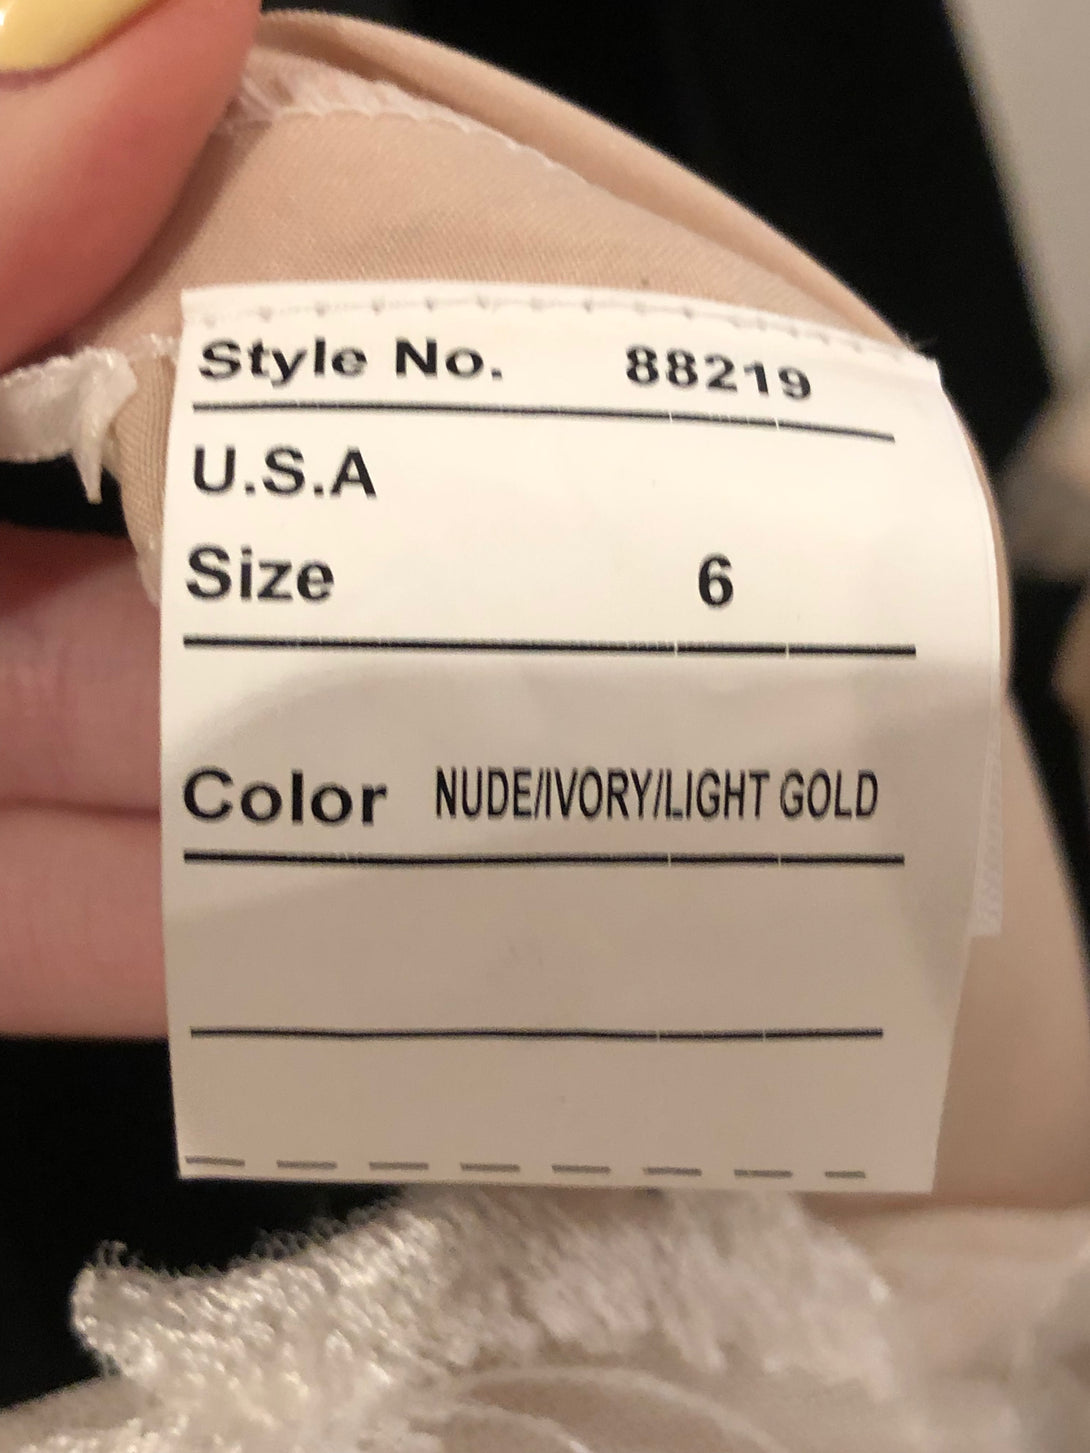 Style No. 88219
U.S.A
Size 6
Color NUDE/IVORY/LIGHT GOLD